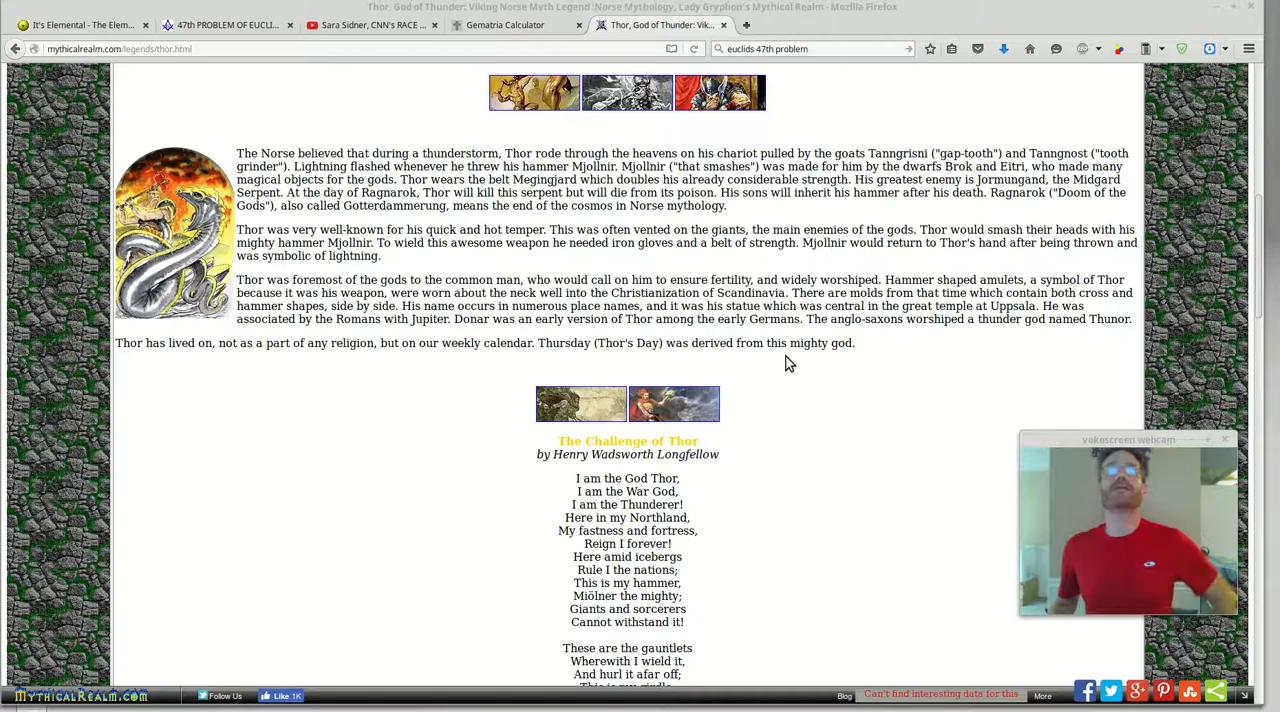 Thor, God of Thunder: Viking Norse Myth Legend :Norse Mythology, Lady Gryphon's Mythical Realm - Mozilla Firefox
It's Elemental - The Elem...
47th PROBLEM OF EUCLI...
Sara Sidner, CNN's RACE ...
Gematria Calculator
Thor, God of Thunder: Vik...
mythicalrealm.com/legends/thor.html
euclids 47th problem
The Norse believed that during a thunderstorm, Thor rode through the heavens on his chariot pulled by the goats Tanngrisni ("gap-tooth") and Tanngnost ("tooth
grinder"). Lightning flashed whenever he threw his hammer Mjollnir. Mjollnir ("that smashes") was made for him by the dwarfs Brok and Eitri, who made many
magical objects for the gods. Thor wears the belt Megingjard which doubles his already considerable strength. His greatest enemy is Jormungand, the Midgard
Serpent. At the day of Ragnarok, Thor will kill this serpent but will die from its poison. His sons will inherit his hammer after his death. Ragnarok ("Doom of the
Gods"), also called Gotterdammerung, means the end of the cosmos in Norse mythology.
Thor was very well-known for his quick and hot temper. This was often vented on the giants, the main enemies of the gods. Thor would smash their heads with his
mighty hammer Mjollnir. To wield this awesome weapon he needed iron gloves and a belt of strength. Mjollnir would return to Thor's hand after being thrown and
was symbolic of lightning.
Thor was foremost of the gods to the common man, who would call on him to ensure fertility, and widely worshiped. Hammer shaped amulets, a symbol of Thor
because it was his weapon, were worn about the neck well into the Christianization of Scandinavia. There are molds from that time which contain both cross and
hammer shapes, side by side. His name occurs in numerous place names, and it was his statue which was central in the great temple at Uppsala. He was
associated by the Romans with Jupiter. Donar was an early version of Thor among the early Germans. The anglo-saxons worshiped a thunder god named Thunor.
Thor has lived on, not as a part of any religion, but on our weekly calendar. Thursday (Thor's Day) was derived from this mighty god.
The Challenge of Thor
by Henry Wadsworth Longfellow
I am the God Thor,
I am the War God,
I am the Thunderer!
Here in my Northland,
My fastness and fortress,
Reign I forever!
Here amid icebergs
Rule I the nations;
This is my hammer,
Miölner the mighty;
Giants and sorcerers
Cannot withstand it!
These are the gauntlets
Wherewith I wield it,
And hurl it afar off;
This is my girdle
vokoscreen webcam
MYTHICALREALM.COM
Follow Us
Like 1K
Blog
Can't find interesting data for this
More